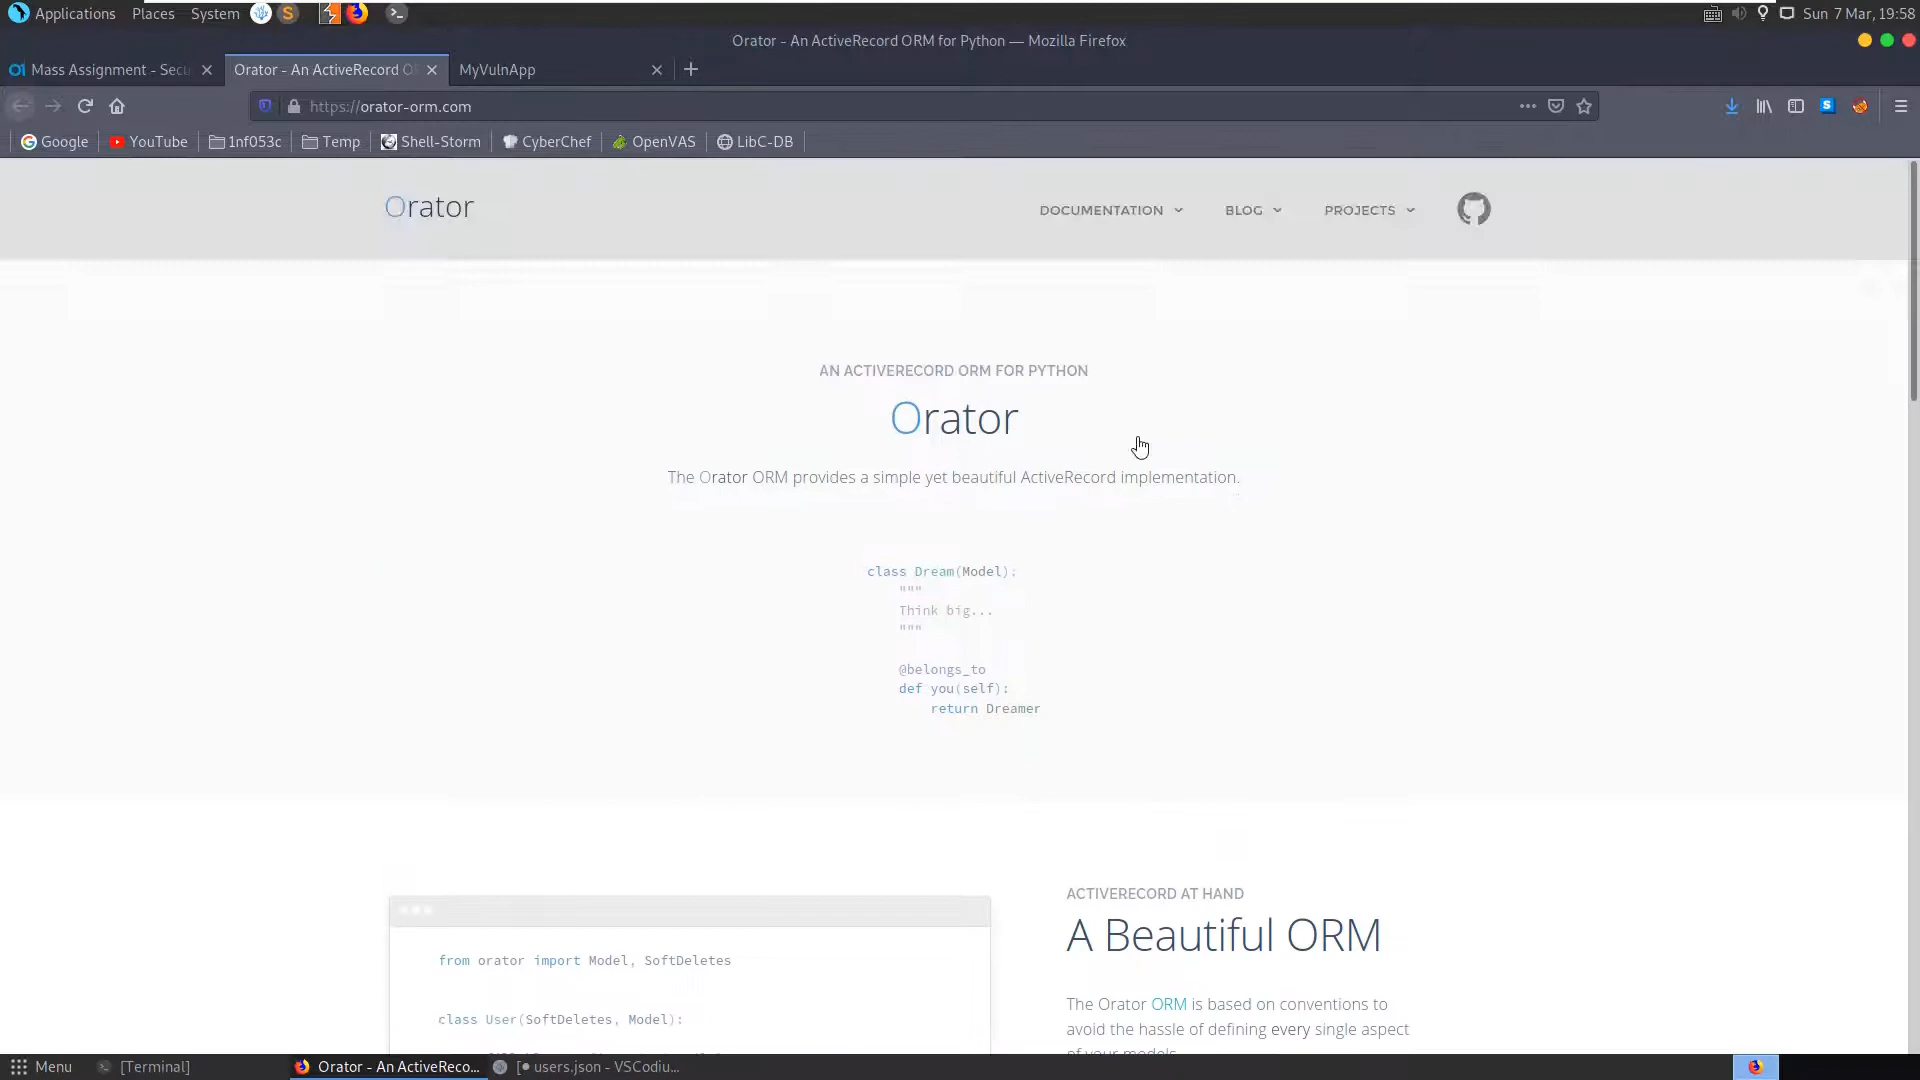 Applications Places System
Sun 7 Mar, 19:58
Orator - An ActiveRecord ORM for Python — Mozilla Firefox
Mass Assignment - Secu
Orator - An ActiveRecord O
MyVulnApp
https://orator-orm.com
Google YouTube 1nf053c Temp Shell-Storm CyberChef OpenVAS LibC-DB
Orator
DOCUMENTATION BLOG PROJECTS
AN ACTIVERECORD ORM FOR PYTHON
Orator
The Orator ORM provides a simple yet beautiful ActiveRecord implementation.
class Dream(Model):
"""
Think big...
"""
@belongs_to
def you(self):
return Dreamer
ACTIVERECORD AT HAND
A Beautiful ORM
The Orator ORM is based on conventions to
avoid the hassle of defining every single aspect
of your models
from orator import Model, SoftDeletes
class User(SoftDeletes, Model):
Menu [Terminal] Orator - An ActiveReco... [• users.json - VSCodiu...